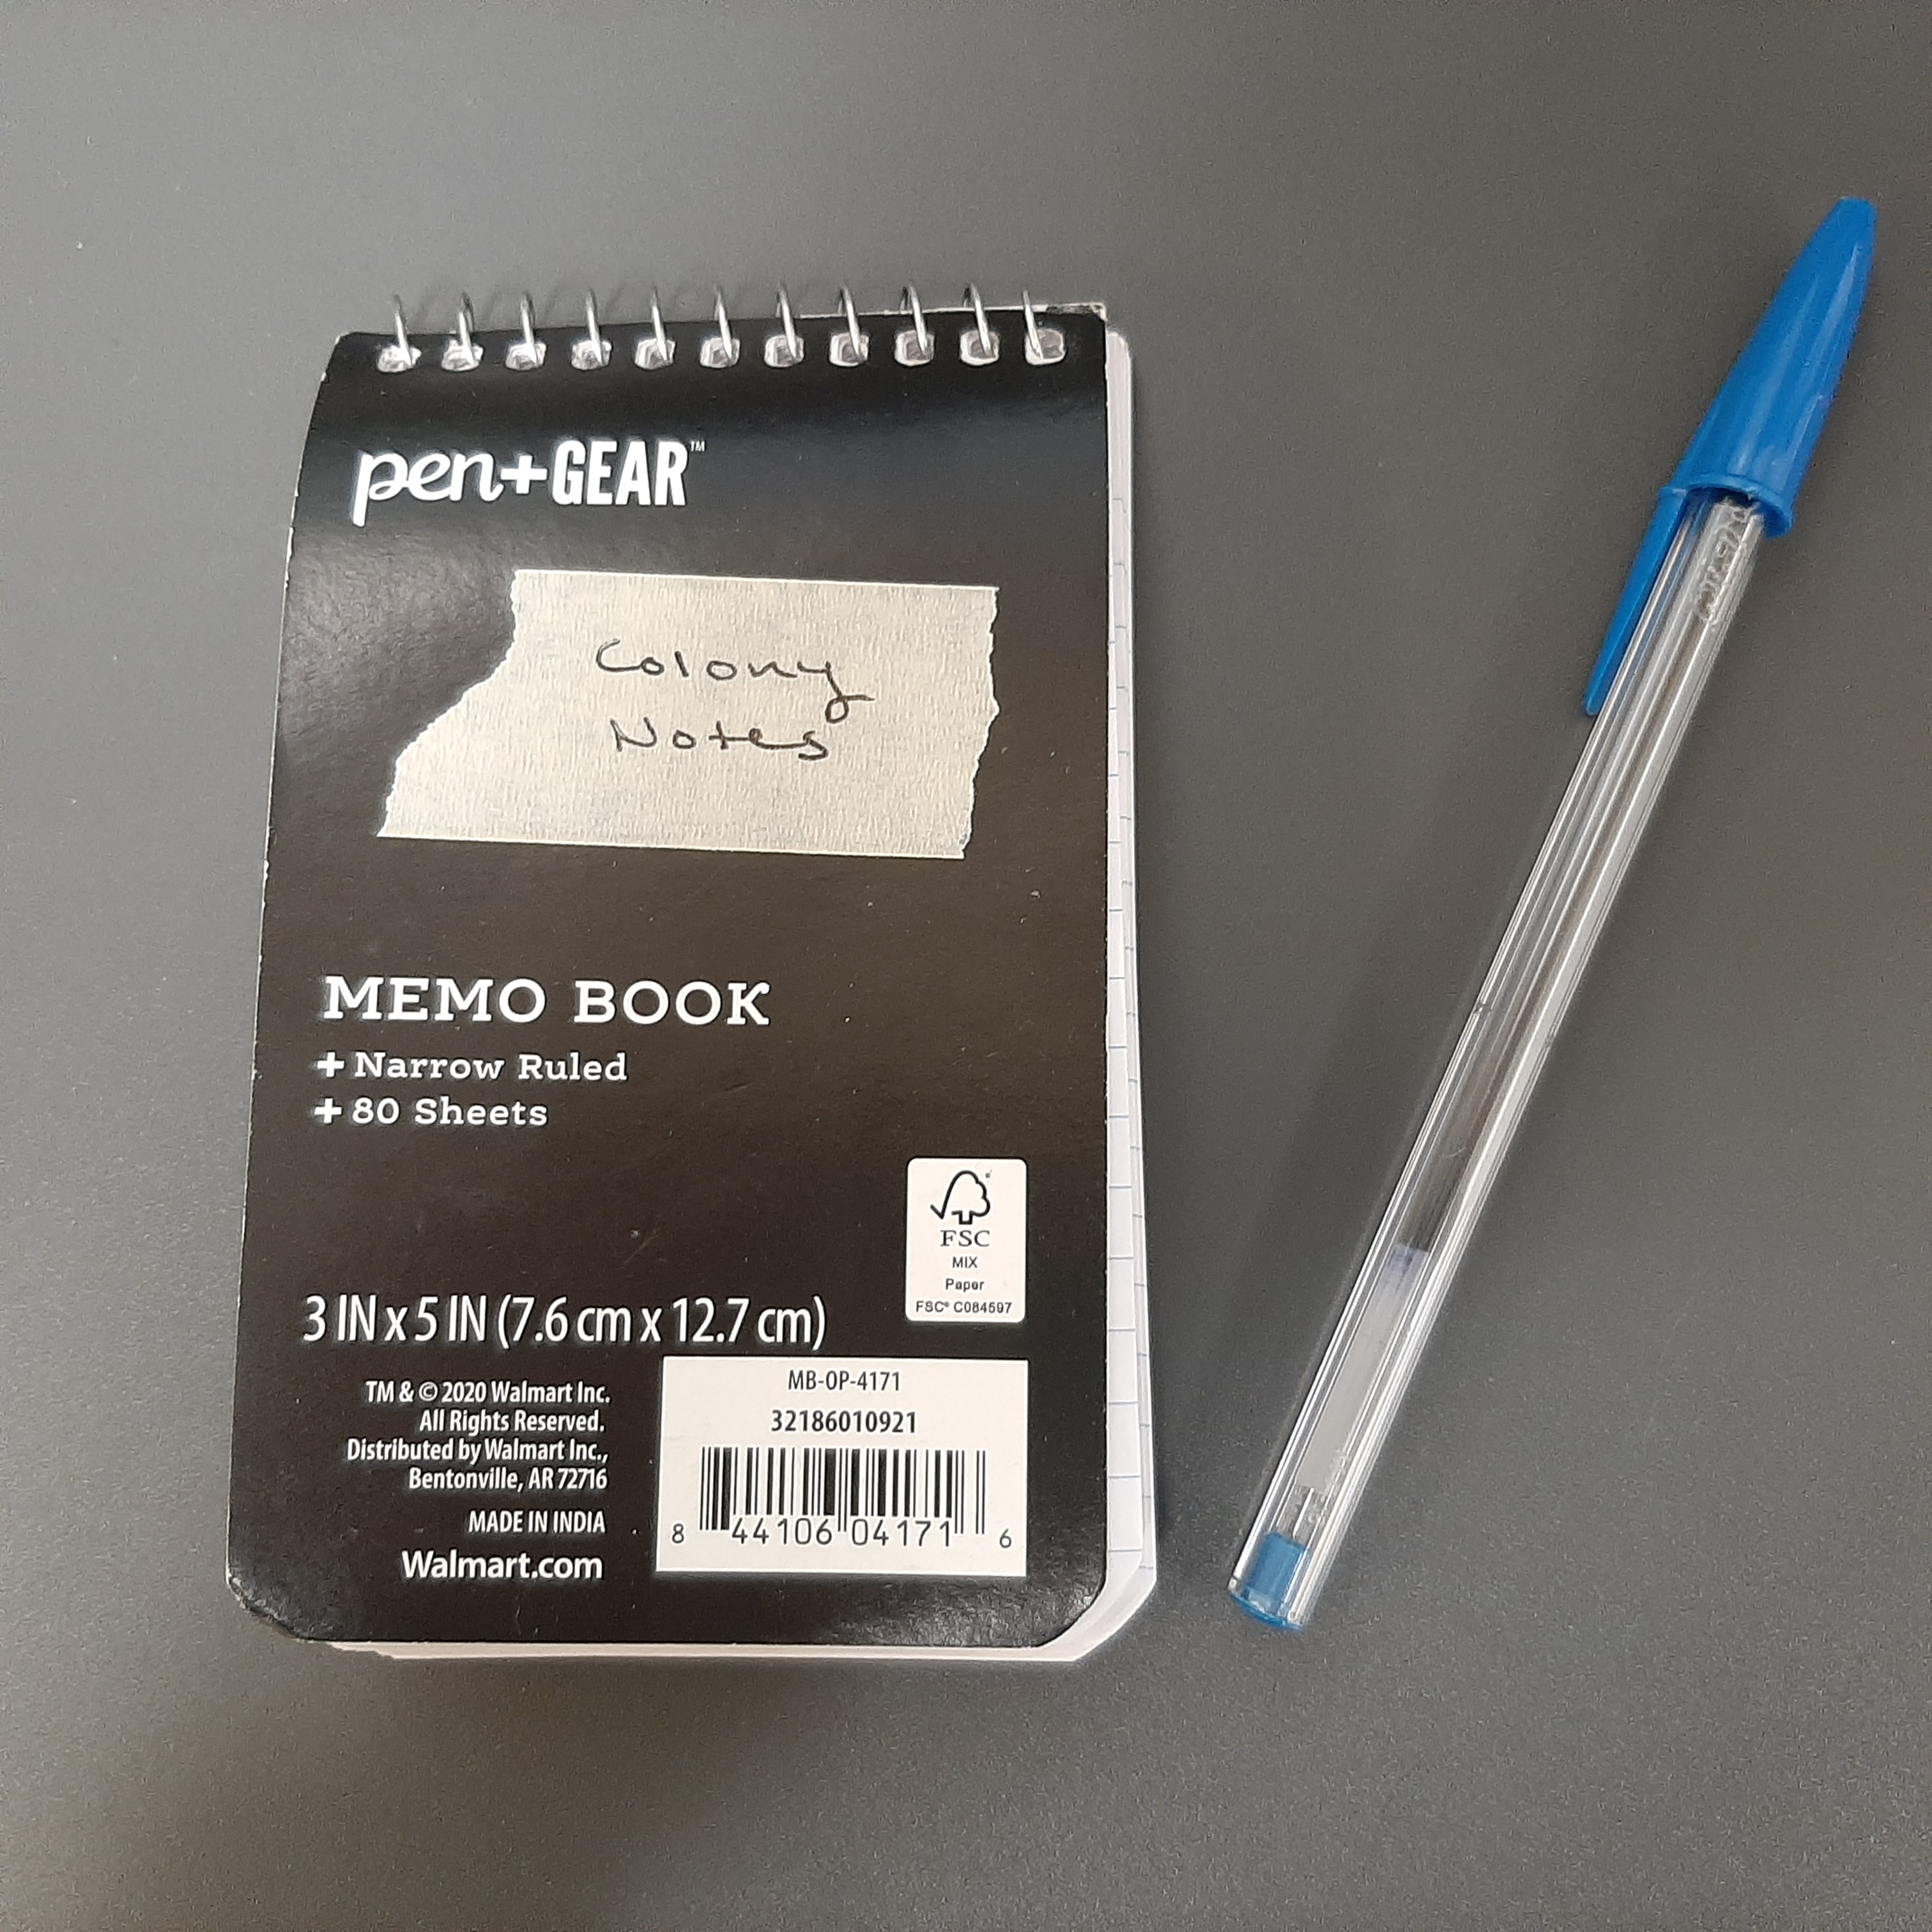 pen+GEAR™
Colony
Notes
MEMO BOOK
+ Narrow Ruled
+ 80 Sheets
FSC®
MIX
Paper
FSC® C084597
3 IN x 5 IN (7.6 cm x 12.7 cm)
TM & © 2020 Walmart Inc.
All Rights Reserved.
Distributed by Walmart Inc.,
Bentonville, AR 72716
MADE IN INDIA
Walmart.com
MB-OP-4171
32186010921
8 44106 04171 6